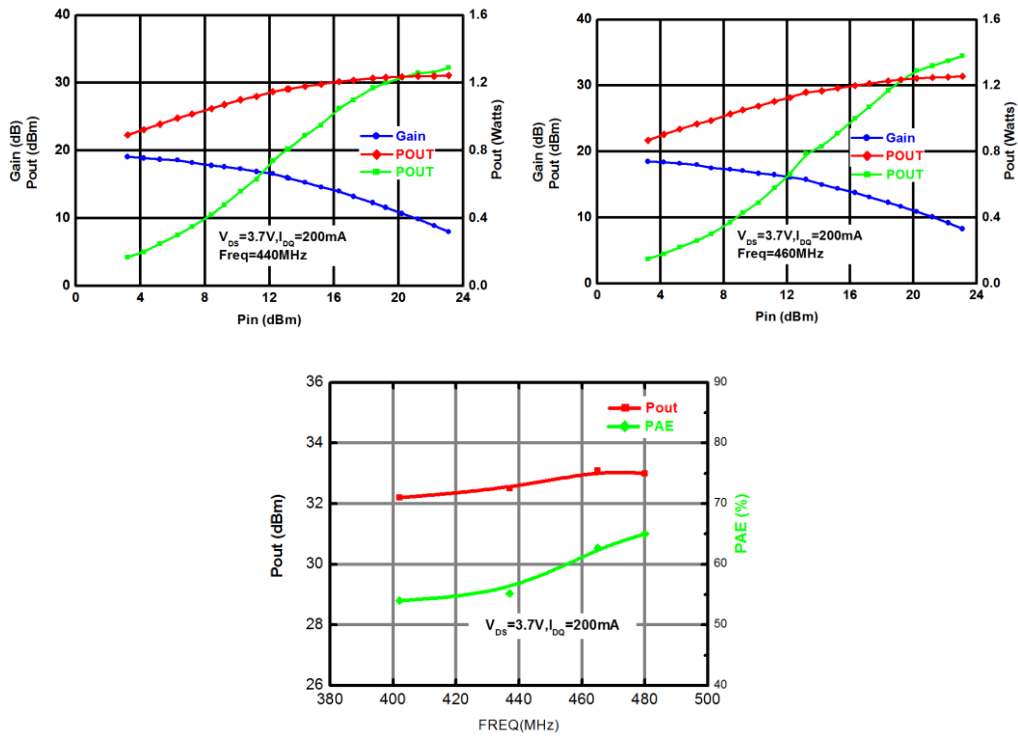 40
30
20
10
0
Gain (dB)
Pout (dBm)
1.6
1.2
0.8
0.4
0.0
Pout (Watts)
Gain
POUT
POUT
VDS=3.7V,IDQ=200mA
Freq=440MHz
0 4 8 12 16 20 24
Pin (dBm)
40
30
20
10
0
Gain (dB)
Pout (dBm)
1.6
1.2
0.8
0.4
0.0
Pout (Watts)
Gain
POUT
POUT
VDS=3.7V,IDQ=200mA
Freq=460MHz
0 4 8 12 16 20 24
Pin (dBm)
36
34
32
30
28
26
Pout (dBm)
90
80
70
60
50
40
PAE (%)
Pout
PAE
VDS=3.7V,IDQ=200mA
380 400 420 440 460 480 500
FREQ(MHz)